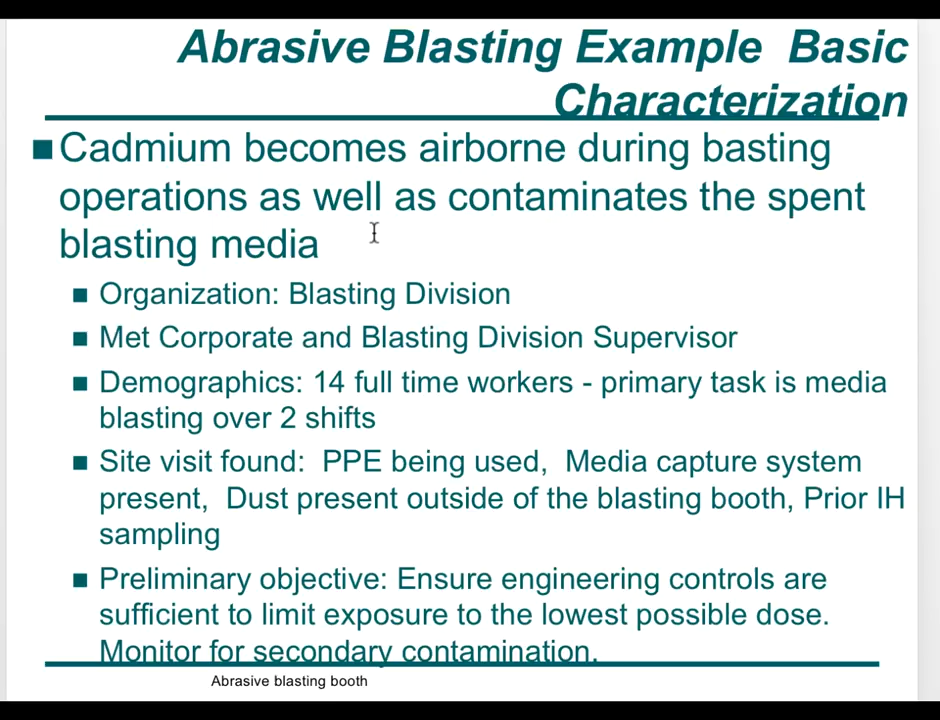 Abrasive Blasting Example  Basic
Characterization
Cadmium becomes airborne during basting
operations as well as contaminates the spent
blasting media
Organization: Blasting Division
Met Corporate and Blasting Division Supervisor
Demographics: 14 full time workers - primary task is media
blasting over 2 shifts
Site visit found:  PPE being used,  Media capture system
present,  Dust present outside of the blasting booth, Prior IH
sampling
Preliminary objective: Ensure engineering controls are
sufficient to limit exposure to the lowest possible dose.
Monitor for secondary contamination.
Abrasive blasting booth